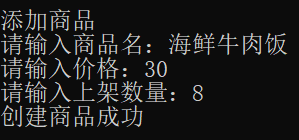 添加商品
请输入商品名：海鲜牛肉饭
请输入价格：30
请输入上架数量：8
创建商品成功